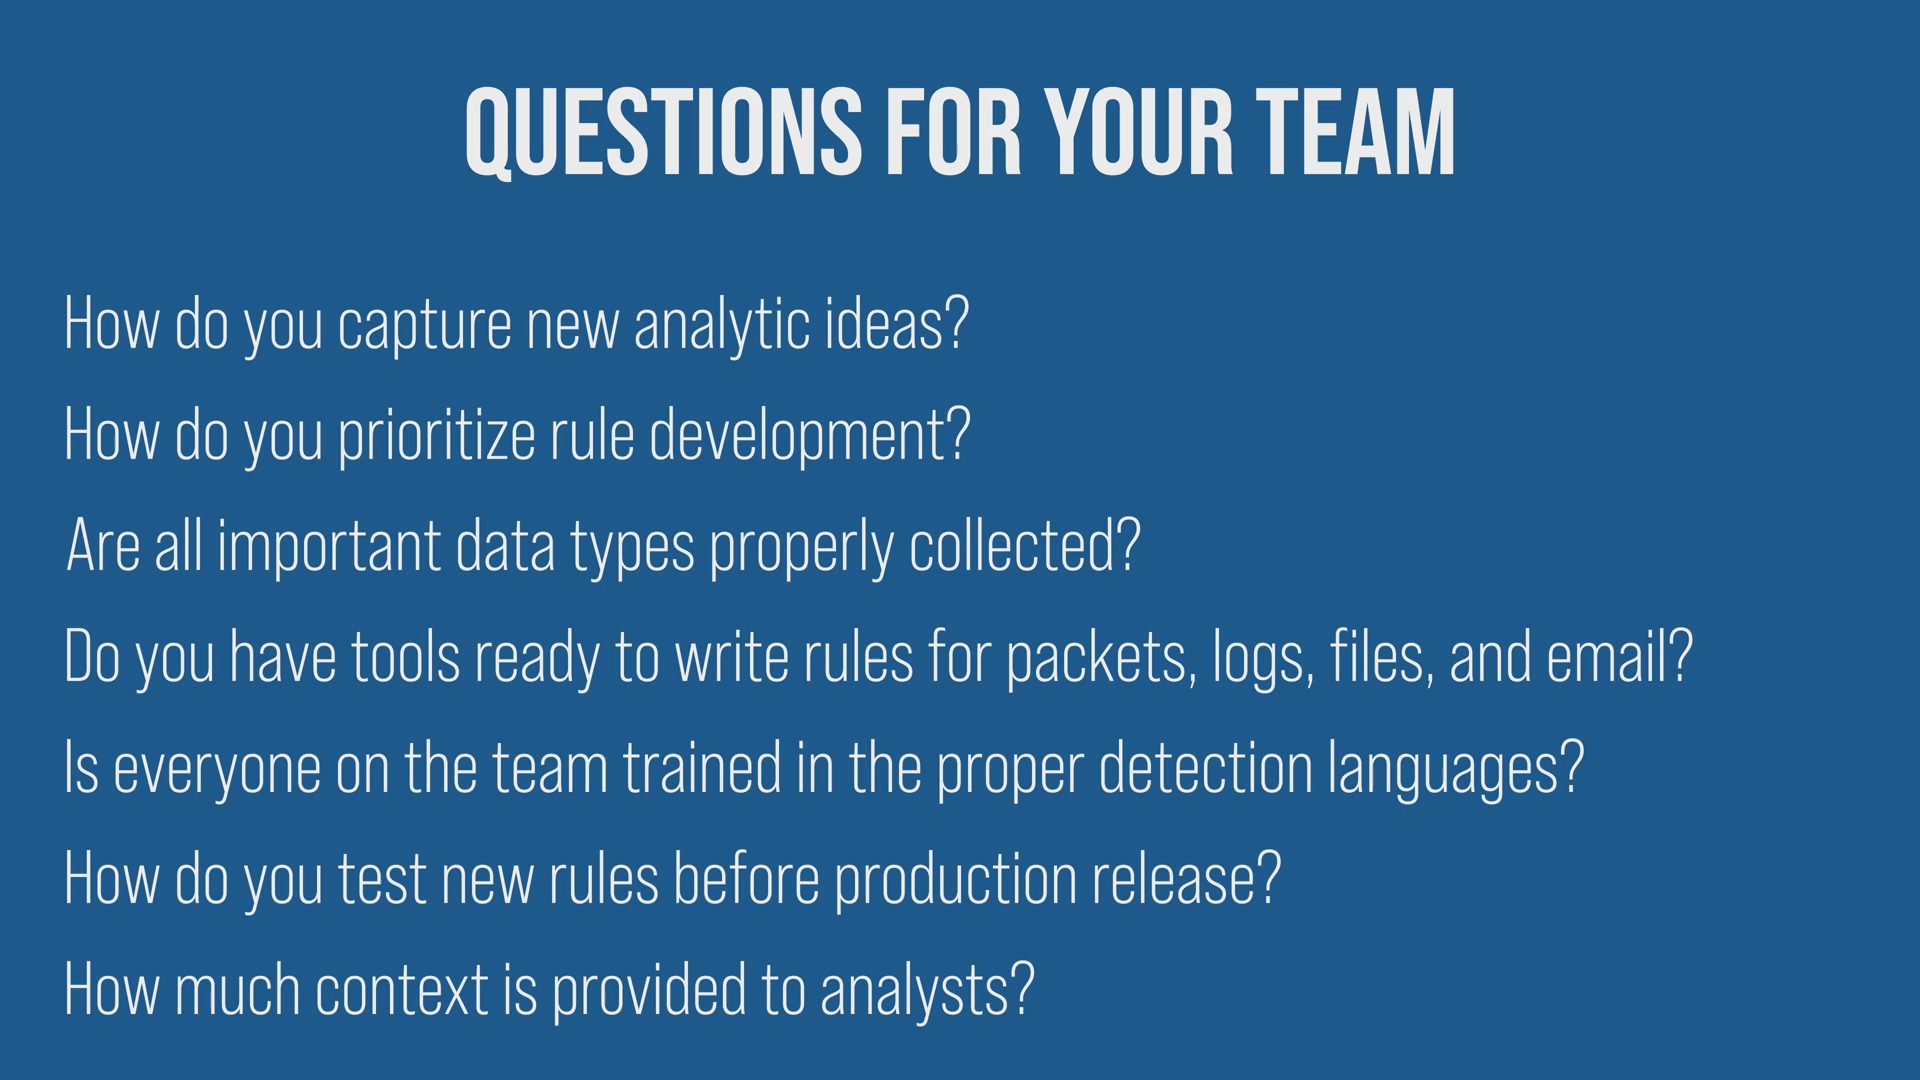 QUESTIONS FOR YOUR TEAM
How do you capture new analytic ideas?
How do you prioritize rule development?
Are all important data types properly collected?
Do you have tools ready to write rules for packets, logs, files, and email?
Is everyone on the team trained in the proper detection languages?
How do you test new rules before production release?
How much context is provided to analysts?